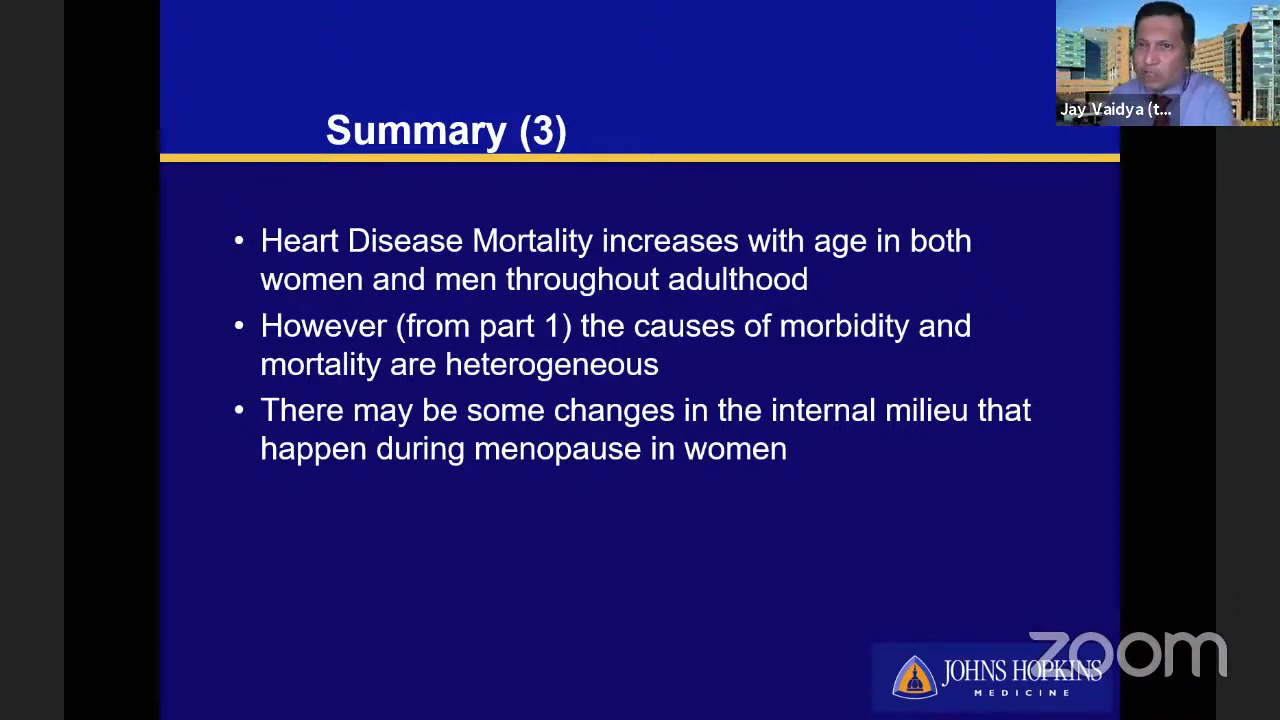 Jay Vaidya (t...
Summary (3)
• Heart Disease Mortality increases with age in both
women and men throughout adulthood
• However (from part 1) the causes of morbidity and
mortality are heterogeneous
• There may be some changes in the internal milieu that
happen during menopause in women
zoom
JOHNS HOPKINS
MEDICINE